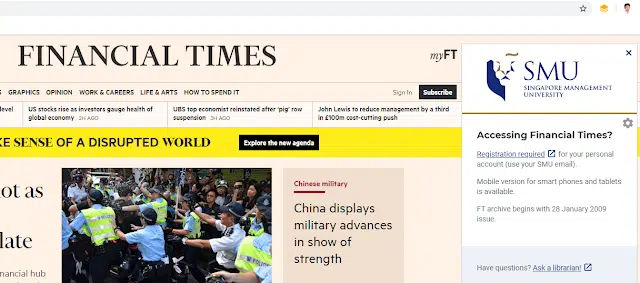 FINANCIAL TIMES
myFT
GRAPHICS OPINION WORK & CAREERS LIFE & ARTS HOW TO SPEND IT
Sign In Subscribe
level
US stocks rise as investors gauge health of
global economy 2H AGO
UBS top economist reinstated after 'pig' row
suspension 3H AGO
John Lewis to reduce management by a third
in £100m cost-cutting push
KE SENSE OF A DISRUPTED WORLD
Explore the new agenda
ot as
late
nancial hub
Chinese military
China displays
military advances
in show of
strength
SMU
SINGAPORE MANAGEMENT
UNIVERSITY
Accessing Financial Times?
Registration required for your personal
account (use your SMU email).
Mobile version for smart phones and tablets
is available.
FT archive begins with 28 January 2009
issue.
Have questions? Ask a librarian!